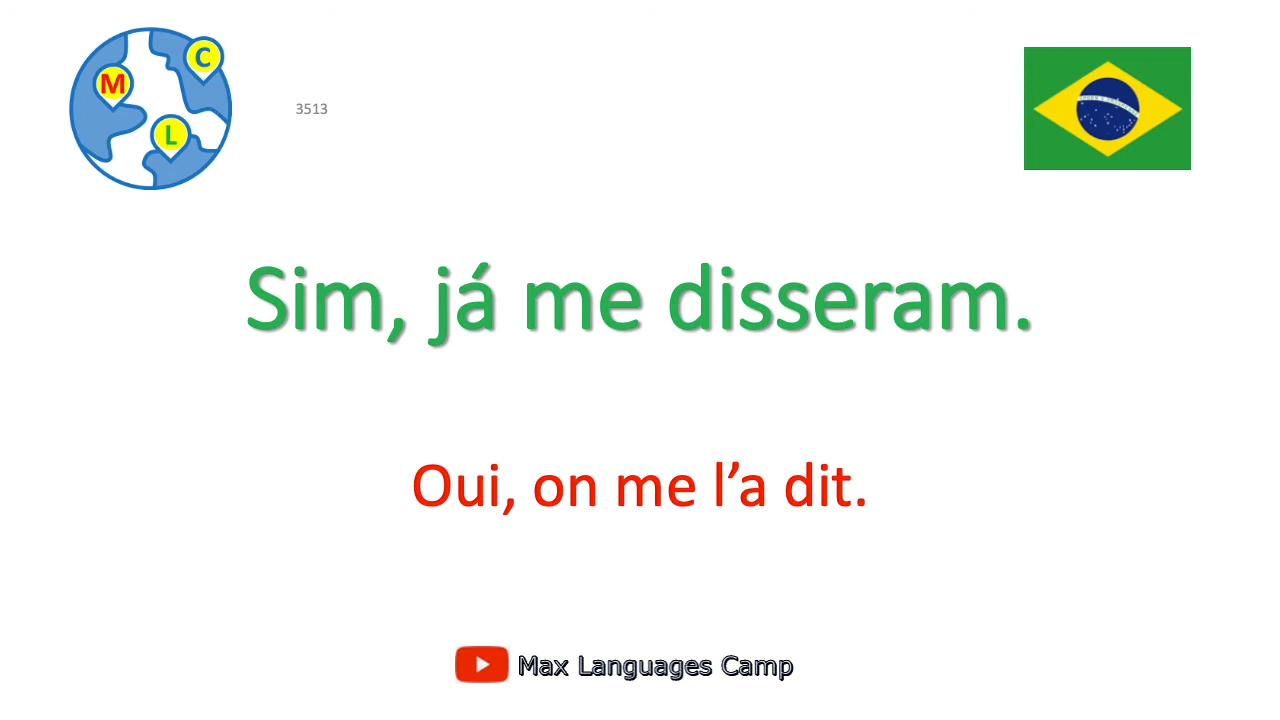 M
C
L
3513
Sim, já me disseram.
Oui, on me l’a dit.
Max Languages Camp